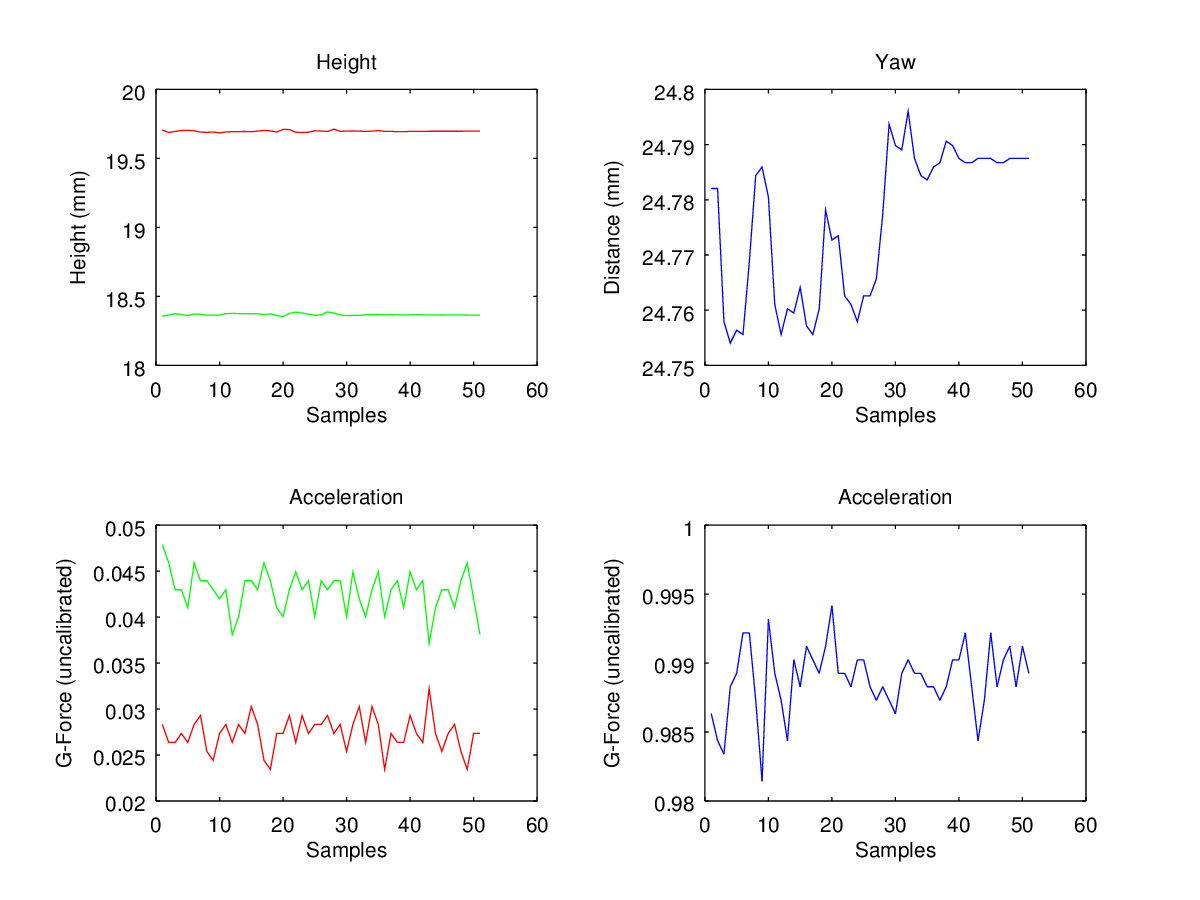 Height
20
19.5
19
18.5
18
Height (mm)
0 10 20 30 40 50 60
Samples
Yaw
24.8
24.79
24.78
24.77
24.76
24.75
Distance (mm)
0 10 20 30 40 50 60
Samples
Acceleration
0.05
0.045
0.04
0.035
0.03
0.025
0.02
G-Force (uncalibrated)
0 10 20 30 40 50 60
Samples
Acceleration
1
0.995
0.99
0.985
0.98
G-Force (uncalibrated)
0 10 20 30 40 50 60
Samples